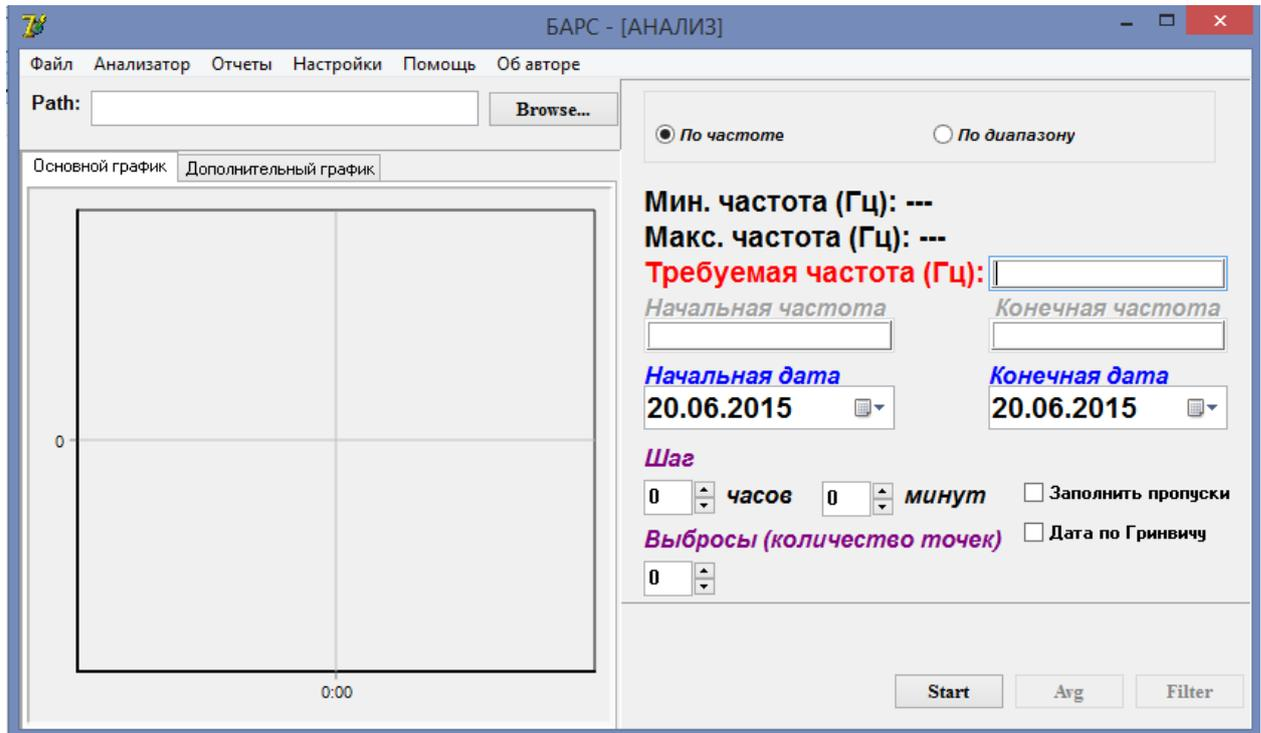 БАРС - [АНАЛИЗ]
Файл Анализатор Отчеты Настройки Помощь Об авторе
Path: Browse...
Основной график Дополнительный график
0
0:00
По частоте По диапазону
Мин. частота (Гц): ---
Макс. частота (Гц): ---
Требуемая частота (Гц):
Начальная частота Конечная частота
Начальная дата Конечная дата
20.06.2015 20.06.2015
Шаг
0 часов 0 минут Заполнить пропуски
Выбросы (количество точек) Дата по Гринвичу
0
Start Avg Filter